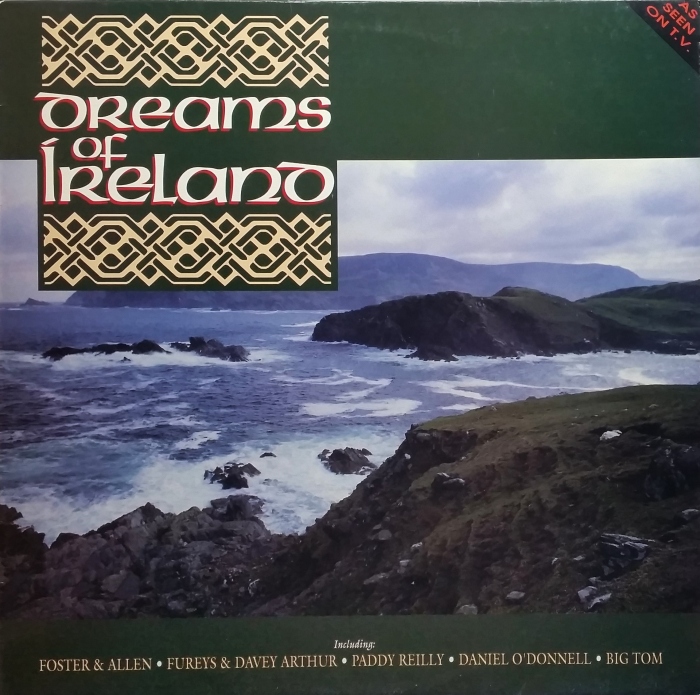 AS
SEEN
ON T.V.
DREAMS
OF
IRELAND
Including:
FOSTER & ALLEN • FUREYS & DAVEY ARTHUR • PADDY REILLY • DANIEL O'DONNELL • BIG TOM